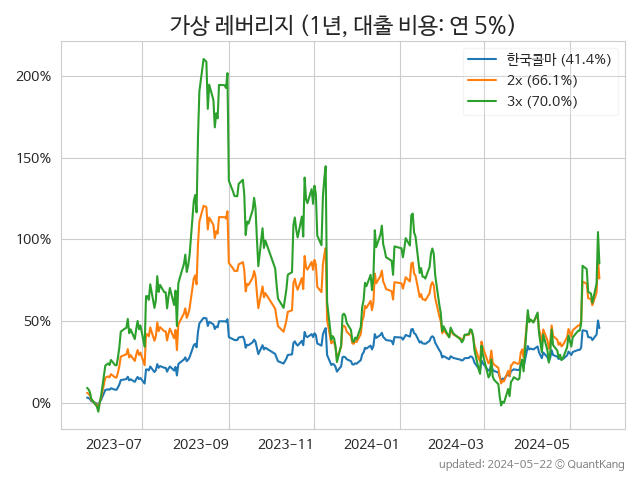 가상 레버리지 (1년, 대출 비용: 연 5%)
한국콜마 (41.4%)
2x (66.1%)
3x (70.0%)
200%
150%
100%
50%
0%
2023-07 2023-09 2023-11 2024-01 2024-03 2024-05
updated: 2024-05-22 © QuantKang